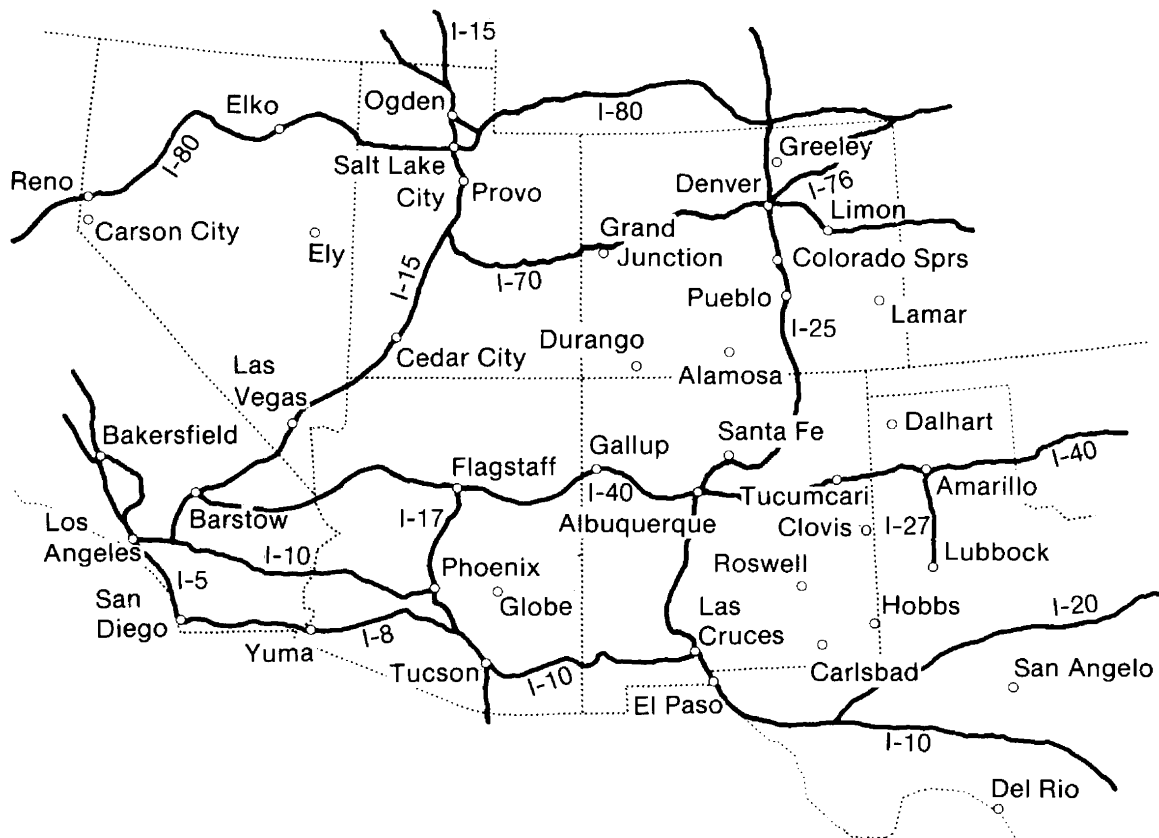 I-15
Elko
Ogden
I-80
I-80
Greeley
Salt Lake
City
Provo
Reno
Denver
I-76
Carson City
Ely
Limon
Grand
Junction
Colorado Sprs
I-15
I-70
Pueblo
Lamar
I-25
Durango
Cedar City
Alamosa
Las
Vegas
Dalhart
Santa Fe
Bakersfield
Gallup
Flagstaff
I-40
I-40
Tucumcari
Amarillo
Barstow
I-17
Albuquerque
Clovis
I-27
Los
Angeles
I-10
Lubbock
Phoenix
Roswell
I-5
Globe
San
Diego
Las
Cruces
Hobbs
I-20
I-8
Yuma
Tucson
I-10
Carlsbad
San Angelo
El Paso
I-10
Del Rio